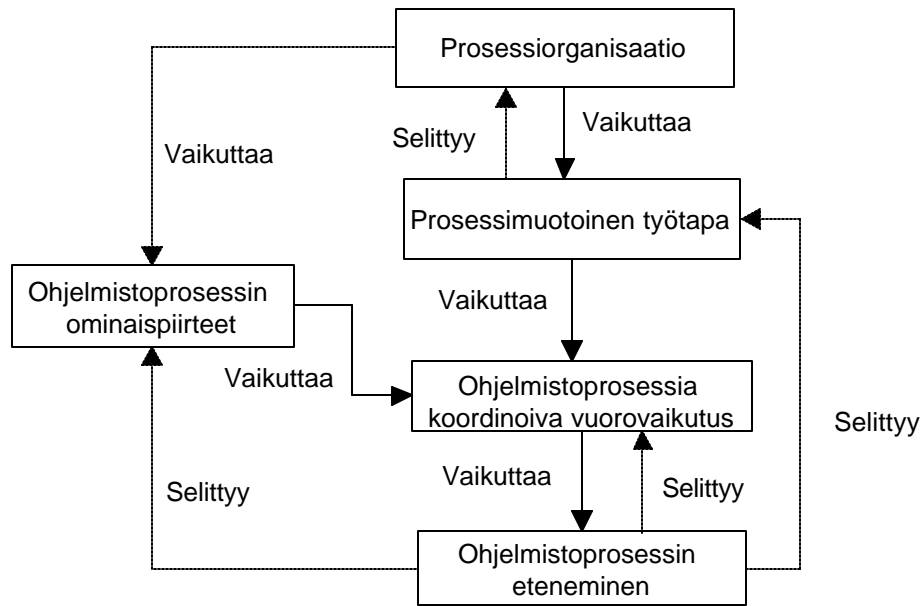 Prosessiorganisaatio
Vaikuttaa
Selittyy
Vaikuttaa
Prosessimuotoinen työtapa
Ohjelmistoprosessin
ominaispiirteet
Vaikuttaa
Vaikuttaa
Ohjelmistoprosessia
koordinoiva vuorovaikutus
Selittyy
Vaikuttaa
Selittyy
Selittyy
Ohjelmistoprosessin
eteneminen